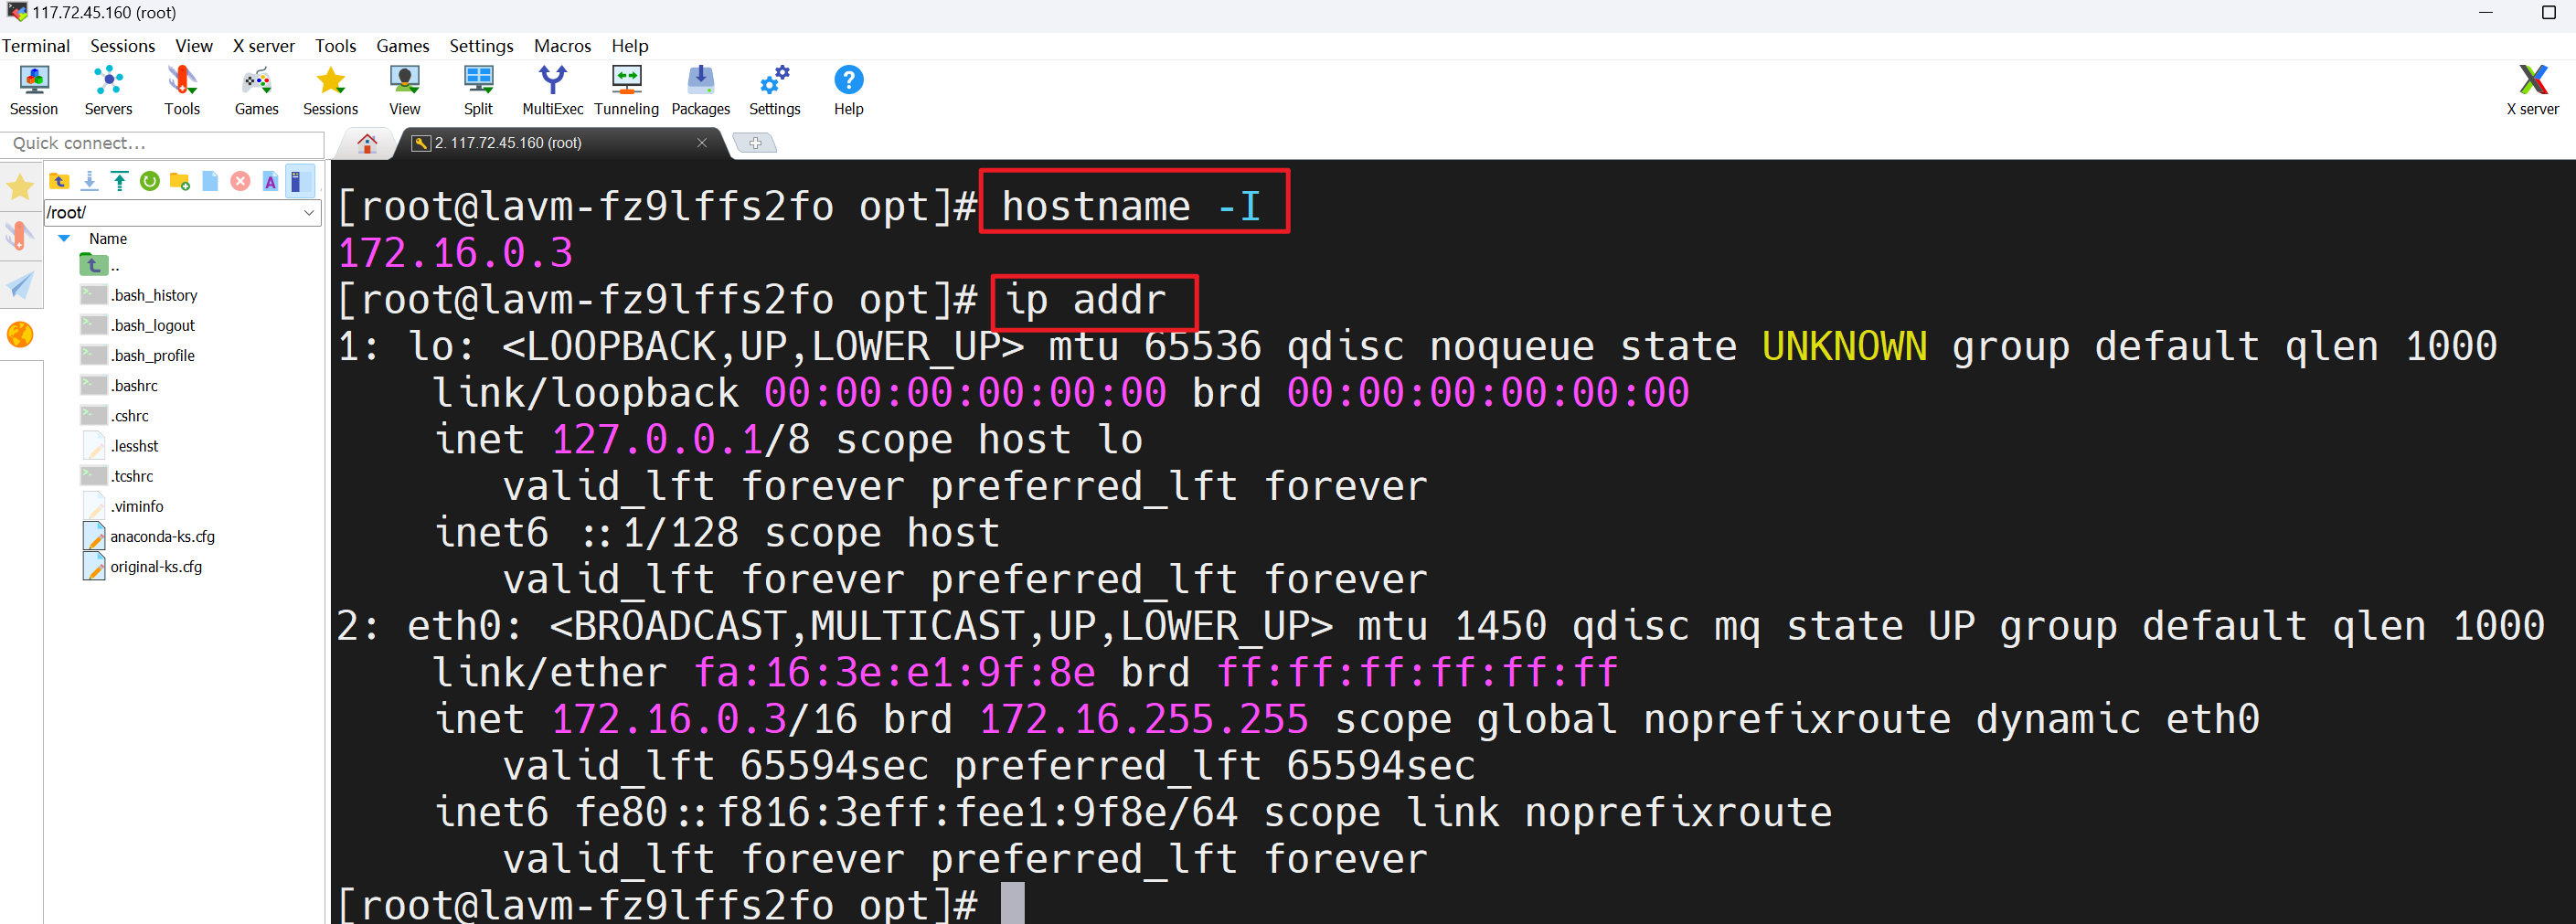 117.72.45.160 (root)
Terminal Sessions View X server Tools Games Settings Macros Help
Session Servers Tools Games Sessions View Split MultiExec Tunneling Packages Settings Help X server
Quick connect...
2. 117.72.45.160 (root)
/root/
Name
..
.bash_history
.bash_logout
.bash_profile
.bashrc
.cshrc
.lesshst
.tcshrc
.viminfo
anaconda-ks.cfg
original-ks.cfg
[root@lavm-fz9lffs2fo opt]# hostname -I
172.16.0.3
[root@lavm-fz9lffs2fo opt]# ip addr
1: lo: <LOOPBACK,UP,LOWER_UP> mtu 65536 qdisc noqueue state UNKNOWN group default qlen 1000
link/loopback 00:00:00:00:00:00 brd 00:00:00:00:00:00
inet 127.0.0.1/8 scope host lo
valid_lft forever preferred_lft forever
inet6 ::1/128 scope host
valid_lft forever preferred_lft forever
2: eth0: <BROADCAST,MULTICAST,UP,LOWER_UP> mtu 1450 qdisc mq state UP group default qlen 1000
link/ether fa:16:3e:e1:9f:8e brd ff:ff:ff:ff:ff:ff
inet 172.16.0.3/16 brd 172.16.255.255 scope global noprefixroute dynamic eth0
valid_lft 65594sec preferred_lft 65594sec
inet6 fe80::f816:3eff:fee1:9f8e/64 scope link noprefixroute
valid_lft forever preferred_lft forever
[root@lavm-fz9lffs2fo opt]#